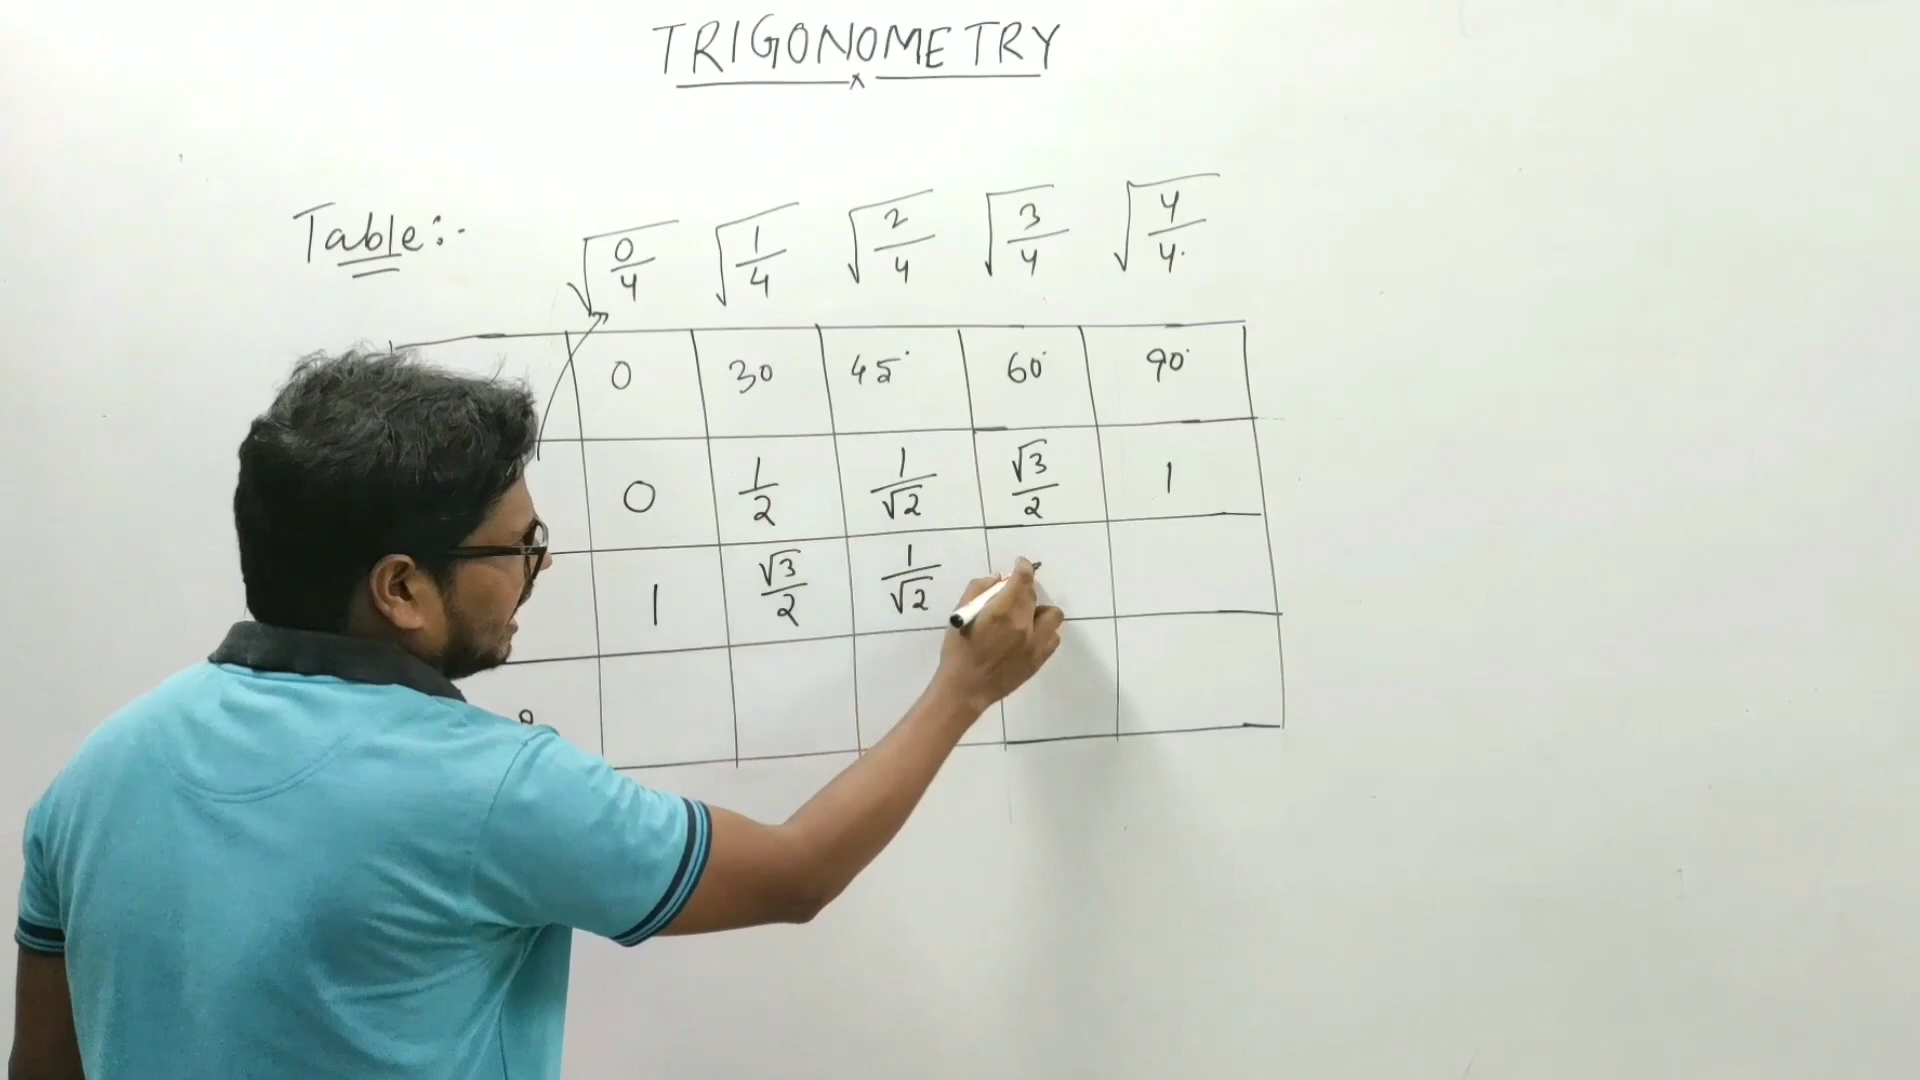 TRIGONOMETRY
x
Table:-
√(0/4) √(1/4) √(2/4) √(3/4) √(4/4)
0 30 45° 60° 90°
0 1/2 1/√2 √3/2 1
1 √3/2 1/√2